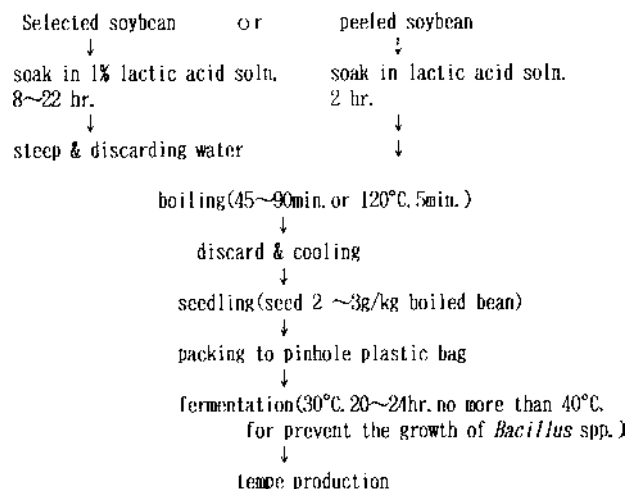 Selected soybean or peeled soybean
↓ ↓
soak in 1% lactic acid soln. soak in lactic acid soln.
8~22 hr. 2 hr.
↓ ↓
steep & discarding water ↓
boiling(45~90min. or 120°C, 5min.)
↓
discard & cooling
↓
seedling(seed 2 ~3g/kg boiled bean)
↓
packing to pinhole plastic bag
↓
fermentation(30°C. 20~24hr. no more than 40°C.
for prevent the growth of Bacillus spp.)
↓
tempe production